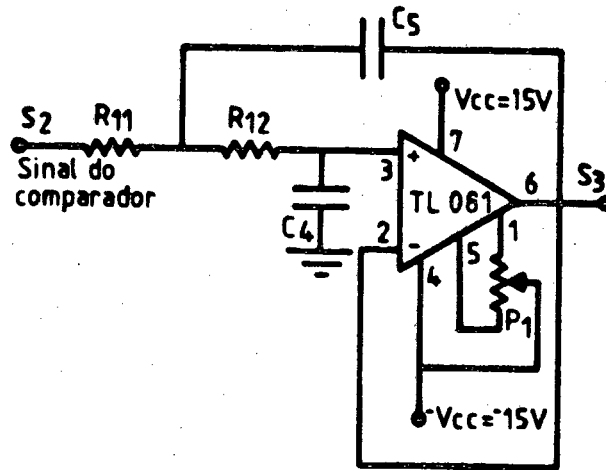 C5
S2
R11
R12
Vcc=15V
7
Sinal do
comparador
3
+
TL 081
6
S3
C4
2
-
5
1
4
P1
-Vcc=-15V